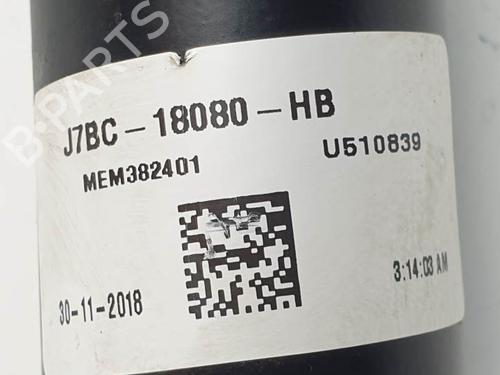 B-PARTS
J7BC-18080-HB
MEM382401
U510839
30-11-2018
3:14:03 AM